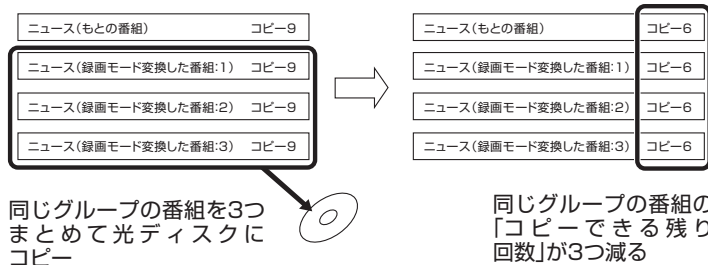 ニュース(もとの番組) コピー9
ニュース(録画モード変換した番組:1) コピー9
ニュース(録画モード変換した番組:2) コピー9
ニュース(録画モード変換した番組:3) コピー9
同じグループの番組を3つ
まとめて光ディスクに
コピー
ニュース(もとの番組) コピー6
ニュース(録画モード変換した番組:1) コピー6
ニュース(録画モード変換した番組:2) コピー6
ニュース(録画モード変換した番組:3) コピー6
同じグループの番組の
「コピーできる残り
回数」が3つ減る